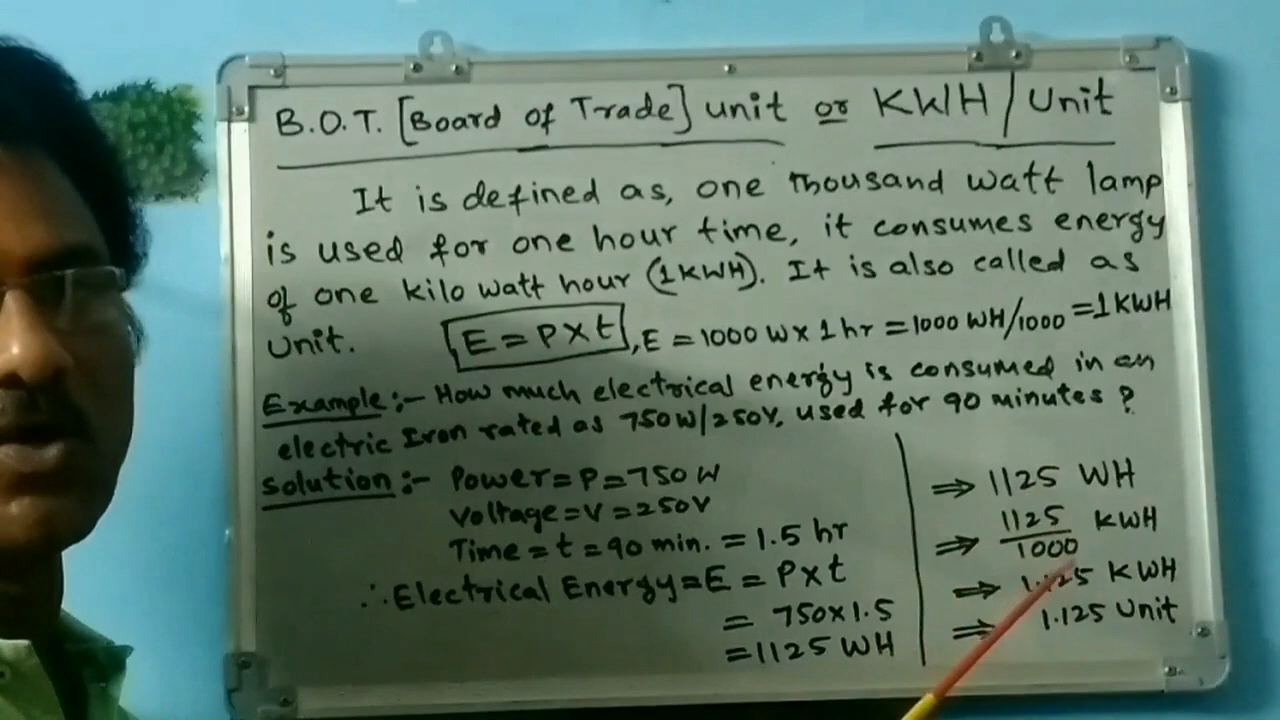 B.O.T. [Board of Trade] unit or KWH/Unit
It is defined as, one thousand watt lamp
is used for one hour time, it consumes energy
of one kilo watt hour (1KWH). It is also called as
Unit. E=P×t, E=1000 W×1 hr =1000 WH/1000 =1KWH
Example:- How much electrical energy is consumed in an
electric Iron rated as 750W/250V, used for 90 minutes ?
Solution:- Power=P=750W
Voltage=V=250V
Time=t=90 min.=1.5 hr
∴Electrical Energy=E=P×t
=750×1.5
=1125 WH
⇒ 1125 WH
⇒ 1125/1000 KWH
⇒ 1.125 KWH
⇒ 1.125 Unit